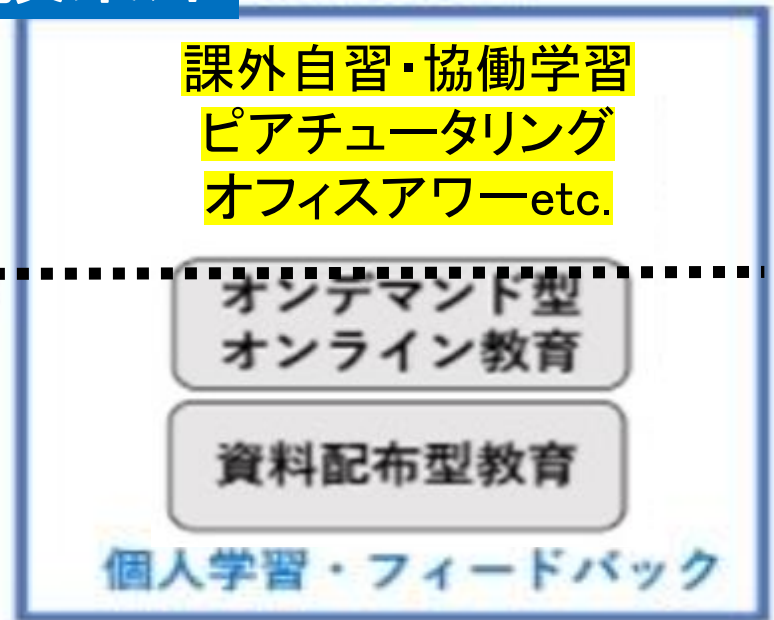 課外自習・協働学習
ピアチュータリング
オフィスアワーetc.
オンデマンド型
オンライン教育
資料配布型教育
個人学習・フィードバック